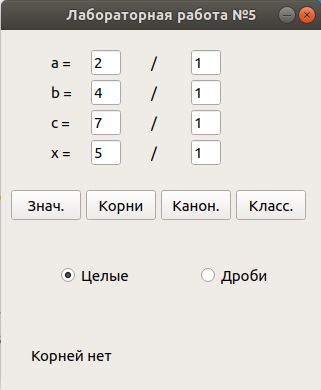 Лабораторная работа №5
a = 2 / 1
b = 4 / 1
c = 7 / 1
x = 5 / 1
Знач. Корни Канон. Класс.
Целые Дроби
Корней нет